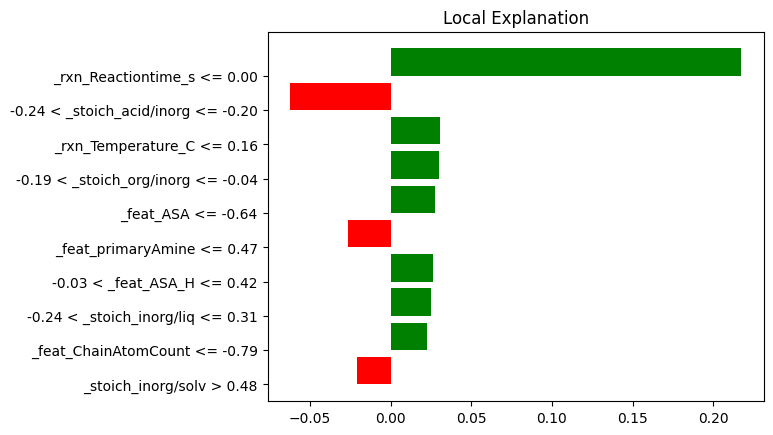 Local Explanation
_rxn_Reactiontime_s <= 0.00
-0.24 < _stoich_acid/inorg <= -0.20
_rxn_Temperature_C <= 0.16
-0.19 < _stoich_org/inorg <= -0.04
_feat_ASA <= -0.64
_feat_primaryAmine <= 0.47
-0.03 < _feat_ASA_H <= 0.42
-0.24 < _stoich_inorg/liq <= 0.31
_feat_ChainAtomCount <= -0.79
_stoich_inorg/solv > 0.48
−0.05 0.00 0.05 0.10 0.15 0.20